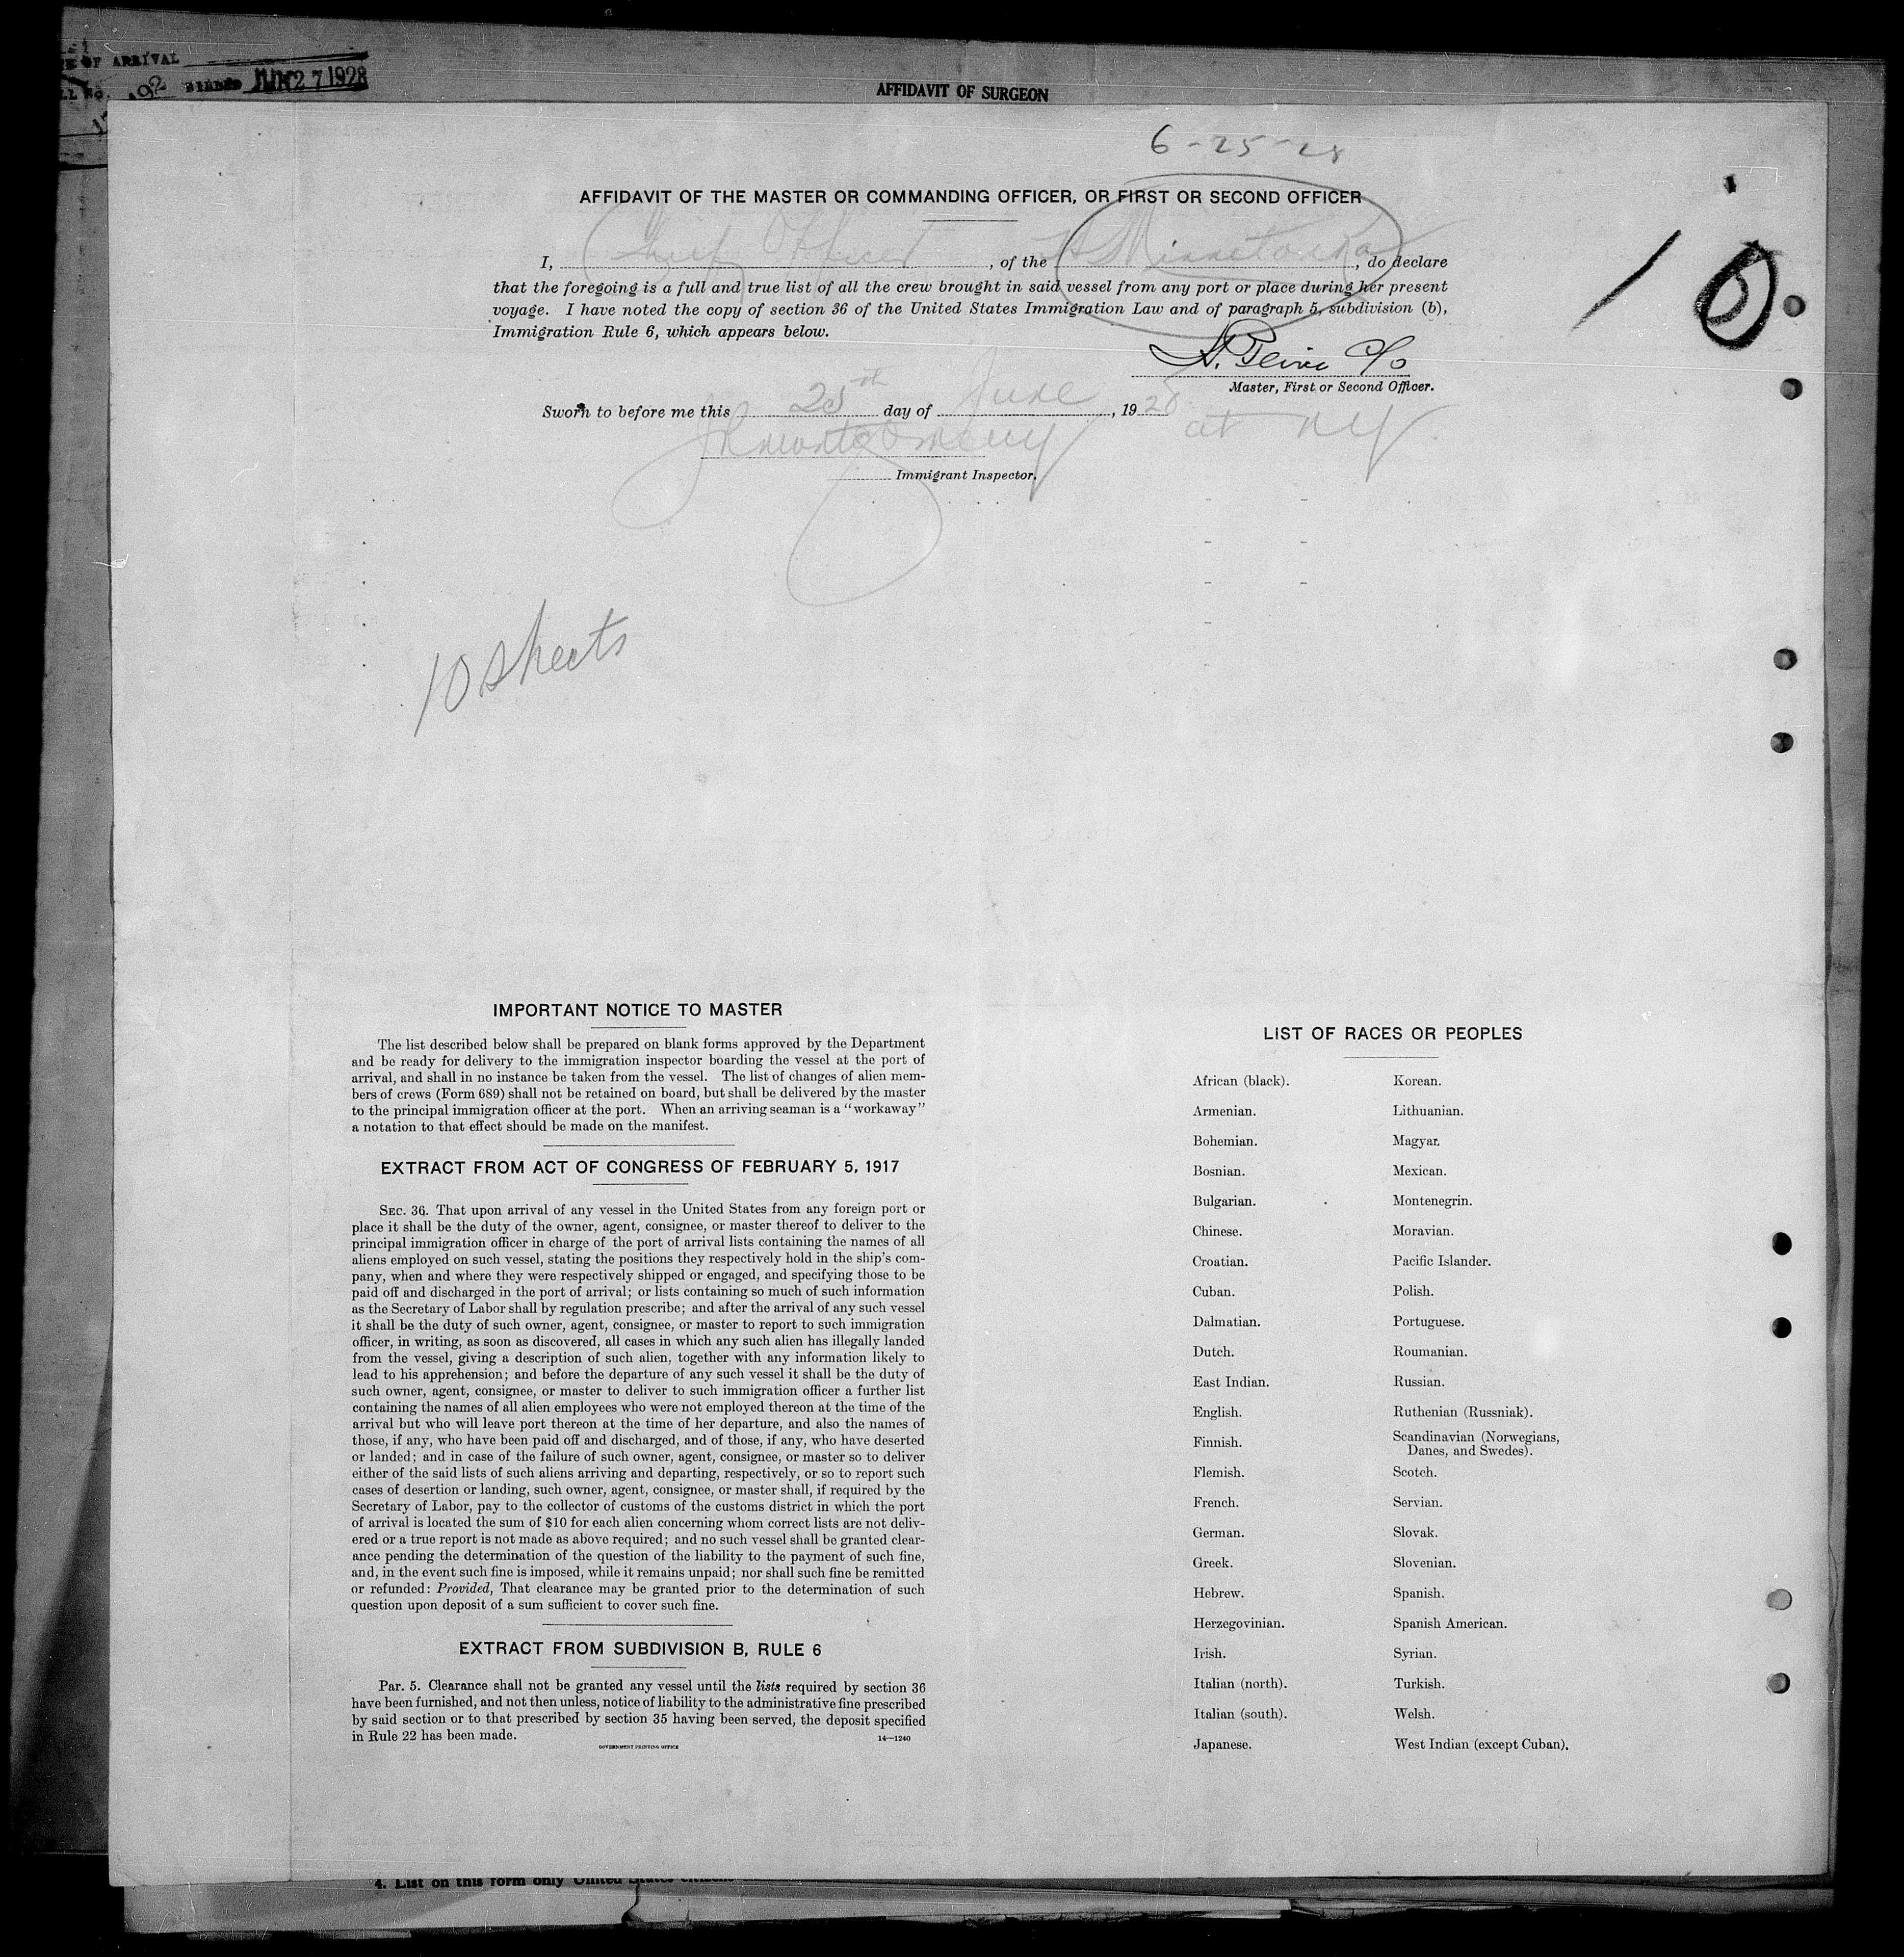 OF ARRIVAL
JUN 27 1928
AFFIDAVIT OF SURGEON
6-25-28
AFFIDAVIT OF THE MASTER OR COMMANDING OFFICER, OR FIRST OR SECOND OFFICER
I, Chief Officer, of the Minnetonka, do declare
that the foregoing is a full and true list of all the crew brought in said vessel from any port or place during her present
voyage. I have noted the copy of section 36 of the United States Immigration Law and of paragraph 5, subdivision (b),
Immigration Rule 6, which appears below.
10
Master, First or Second Officer.
Sworn to before me this 25th day of June, 1928
at NY
Immigrant Inspector.
10 sheets
IMPORTANT NOTICE TO MASTER
The list described below shall be prepared on blank forms approved by the Department
and be ready for delivery to the immigration inspector boarding the vessel at the port of
arrival, and shall in no instance be taken from the vessel. The list of changes of alien mem-
bers of crews (Form 689) shall not be retained on board, but shall be delivered by the master
to the principal immigration officer at the port. When an arriving seaman is a "workaway"
a notation to that effect should be made on the manifest.
EXTRACT FROM ACT OF CONGRESS OF FEBRUARY 5, 1917
SEC. 36. That upon arrival of any vessel in the United States from any foreign port or
place it shall be the duty of the owner, agent, consignee, or master thereof to deliver to the
principal immigration officer in charge of the port of arrival lists containing the names of all
aliens employed on such vessel, stating the positions they respectively hold in the ship's com-
pany, when and where they were respectively shipped or engaged, and specifying those to be
paid off and discharged in the port of arrival; or lists containing so much of such information
as the Secretary of Labor shall by regulation prescribe; and after the arrival of any such vessel
it shall be the duty of such owner, agent, consignee, or master to report to such immigration
officer, in writing, as soon as discovered, all cases in which any such alien has illegally landed
from the vessel, giving a description of such alien, together with any information likely to
lead to his apprehension; and before the departure of any such vessel it shall be the duty of
such owner, agent, consignee, or master to deliver to such immigration officer a further list
containing the names of all alien employees who were not employed thereon at the time of the
arrival but who will leave port thereon at the time of her departure, and also the names of
those, if any, who have been paid off and discharged, and of those, if any, who have deserted
or landed; and in case of the failure of such owner, agent, consignee, or master so to deliver
either of the said lists of such aliens arriving and departing, respectively, or so to report such
cases of desertion or landing, such owner, agent, consignee, or master shall, if required by the
Secretary of Labor, pay to the collector of customs of the customs district in which the port
of arrival is located the sum of $10 for each alien concerning whom correct lists are not deliv-
ered or a true report is not made as above required; and no such vessel shall be granted clear-
ance pending the determination of the question of the liability to the payment of such fine,
and, in the event such fine is imposed, while it remains unpaid; nor shall such fine be remitted
or refunded: Provided, That clearance may be granted prior to the determination of such
question upon deposit of a sum sufficient to cover such fine.
EXTRACT FROM SUBDIVISION B, RULE 6
Par. 5. Clearance shall not be granted any vessel until the lists required by section 36
have been furnished, and not then unless, notice of liability to the administrative fine prescribed
by said section or to that prescribed by section 35 having been served, the deposit specified
in Rule 22 has been made.
GOVERNMENT PRINTING OFFICE 14—1240
LIST OF RACES OR PEOPLES
African (black). Korean.
Armenian. Lithuanian.
Bohemian. Magyar.
Bosnian. Mexican.
Bulgarian. Montenegrin.
Chinese. Moravian.
Croatian. Pacific Islander.
Cuban. Polish.
Dalmatian. Portuguese.
Dutch. Roumanian.
East Indian. Russian.
English. Ruthenian (Russniak).
Finnish. Scandinavian (Norwegians,
Danes, and Swedes).
Flemish. Scotch.
French. Servian.
German. Slovak.
Greek. Slovenian.
Hebrew. Spanish.
Herzegovinian. Spanish American.
Irish. Syrian.
Italian (north). Turkish.
Italian (south). Welsh.
Japanese. West Indian (except Cuban).
4. List on this form only United States citizens